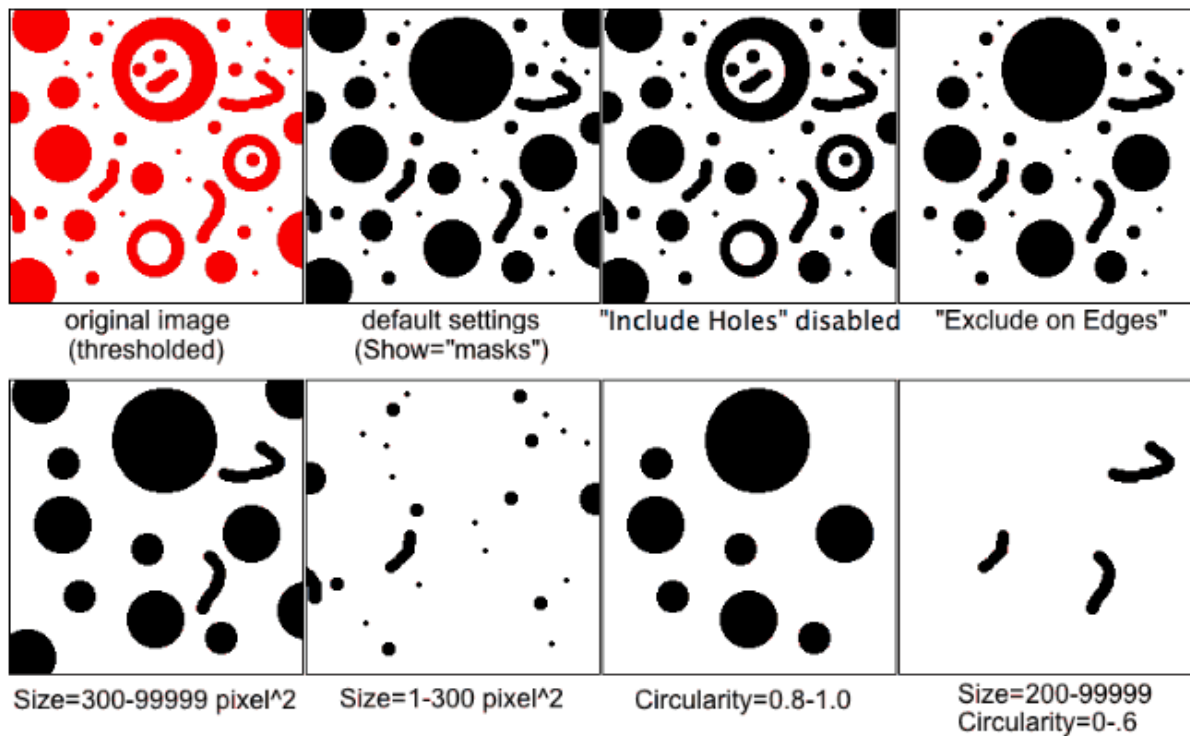 original image
(thresholded)
default settings
(Show="masks")
"Include Holes" disabled
"Exclude on Edges"
Size=300-99999 pixel^2
Size=1-300 pixel^2
Circularity=0.8-1.0
Size=200-99999
Circularity=0-.6